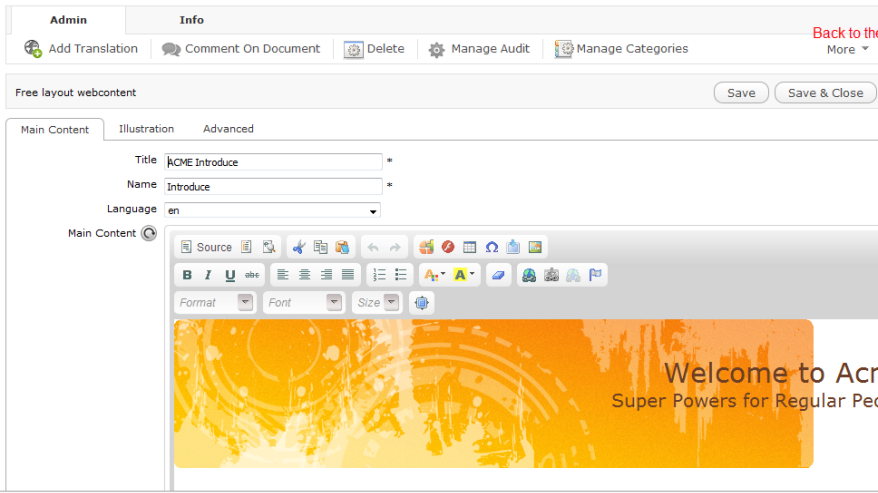 Admin Info
Back to the
Add Translation Comment On Document Delete Manage Audit Manage Categories More
Free layout webcontent Save Save & Close
Main Content Illustration Advanced
Title ACME Introduce *
Name Introduce *
Language en
Main Content
Source
B I U abc A A
Format Font Size
Welcome to Acr
Super Powers for Regular Peo